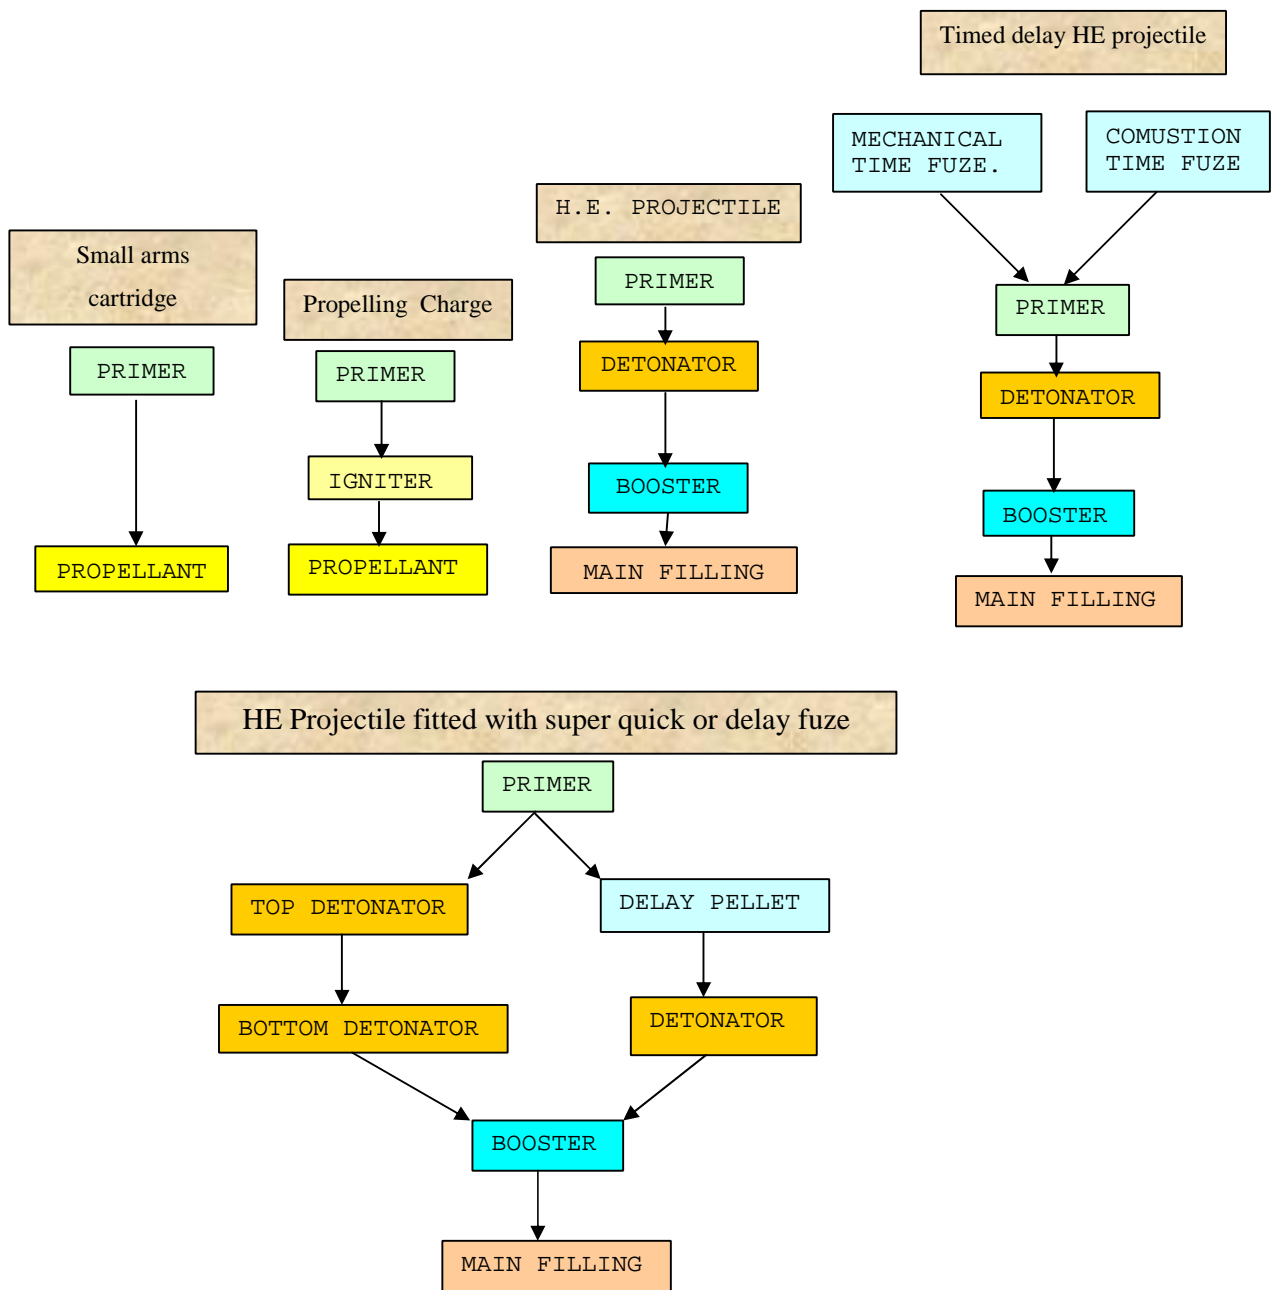 Small arms
cartridge
PRIMER
PROPELLANT
Propelling Charge
PRIMER
IGNITER
PROPELLANT
H.E. PROJECTILE
PRIMER
DETONATOR
BOOSTER
MAIN FILLING
Timed delay HE projectile
MECHANICAL
TIME FUZE.
COMUSTION
TIME FUZE
PRIMER
DETONATOR
BOOSTER
MAIN FILLING
HE Projectile fitted with super quick or delay fuze
PRIMER
TOP DETONATOR
DELAY PELLET
BOTTOM DETONATOR
DETONATOR
BOOSTER
MAIN FILLING